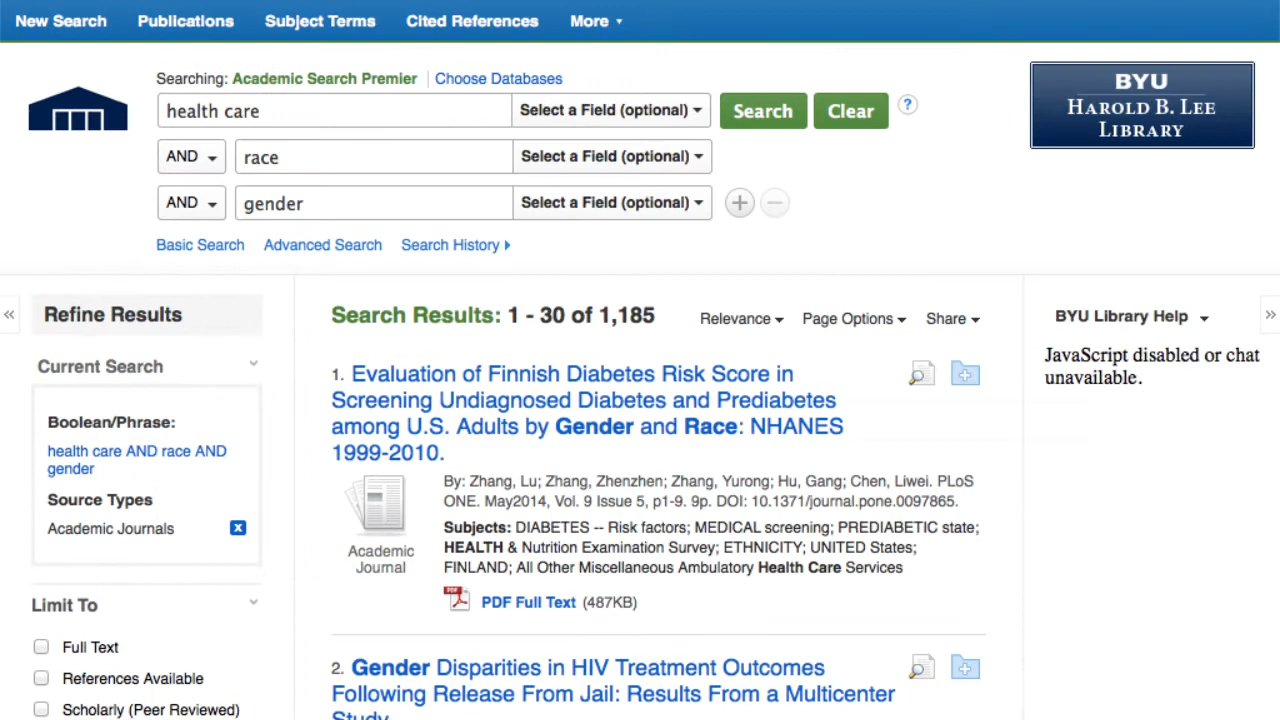 New Search Publications Subject Terms Cited References More
Searching: Academic Search Premier Choose Databases
health care Select a Field (optional) Search Clear ?
AND race Select a Field (optional)
AND gender Select a Field (optional)
Basic Search Advanced Search Search History
BYU
HAROLD B. LEE
LIBRARY
Refine Results
Current Search
Boolean/Phrase:
health care AND race AND
gender
Source Types
Academic Journals
Limit To
Full Text
References Available
Scholarly (Peer Reviewed)
Search Results: 1 - 30 of 1,185 Relevance Page Options Share
1. Evaluation of Finnish Diabetes Risk Score in
Screening Undiagnosed Diabetes and Prediabetes
among U.S. Adults by Gender and Race: NHANES
1999-2010.
By: Zhang, Lu; Zhang, Zhenzhen; Zhang, Yurong; Hu, Gang; Chen, Liwei. PLoS
ONE. May2014, Vol. 9 Issue 5, p1-9. 9p. DOI: 10.1371/journal.pone.0097865.
Academic
Journal
Subjects: DIABETES -- Risk factors; MEDICAL screening; PREDIABETIC state;
HEALTH & Nutrition Examination Survey; ETHNICITY; UNITED States;
FINLAND; All Other Miscellaneous Ambulatory Health Care Services
PDF PDF Full Text (487KB)
2. Gender Disparities in HIV Treatment Outcomes
Following Release From Jail: Results From a Multicenter
Study.
BYU Library Help
JavaScript disabled or chat
unavailable.